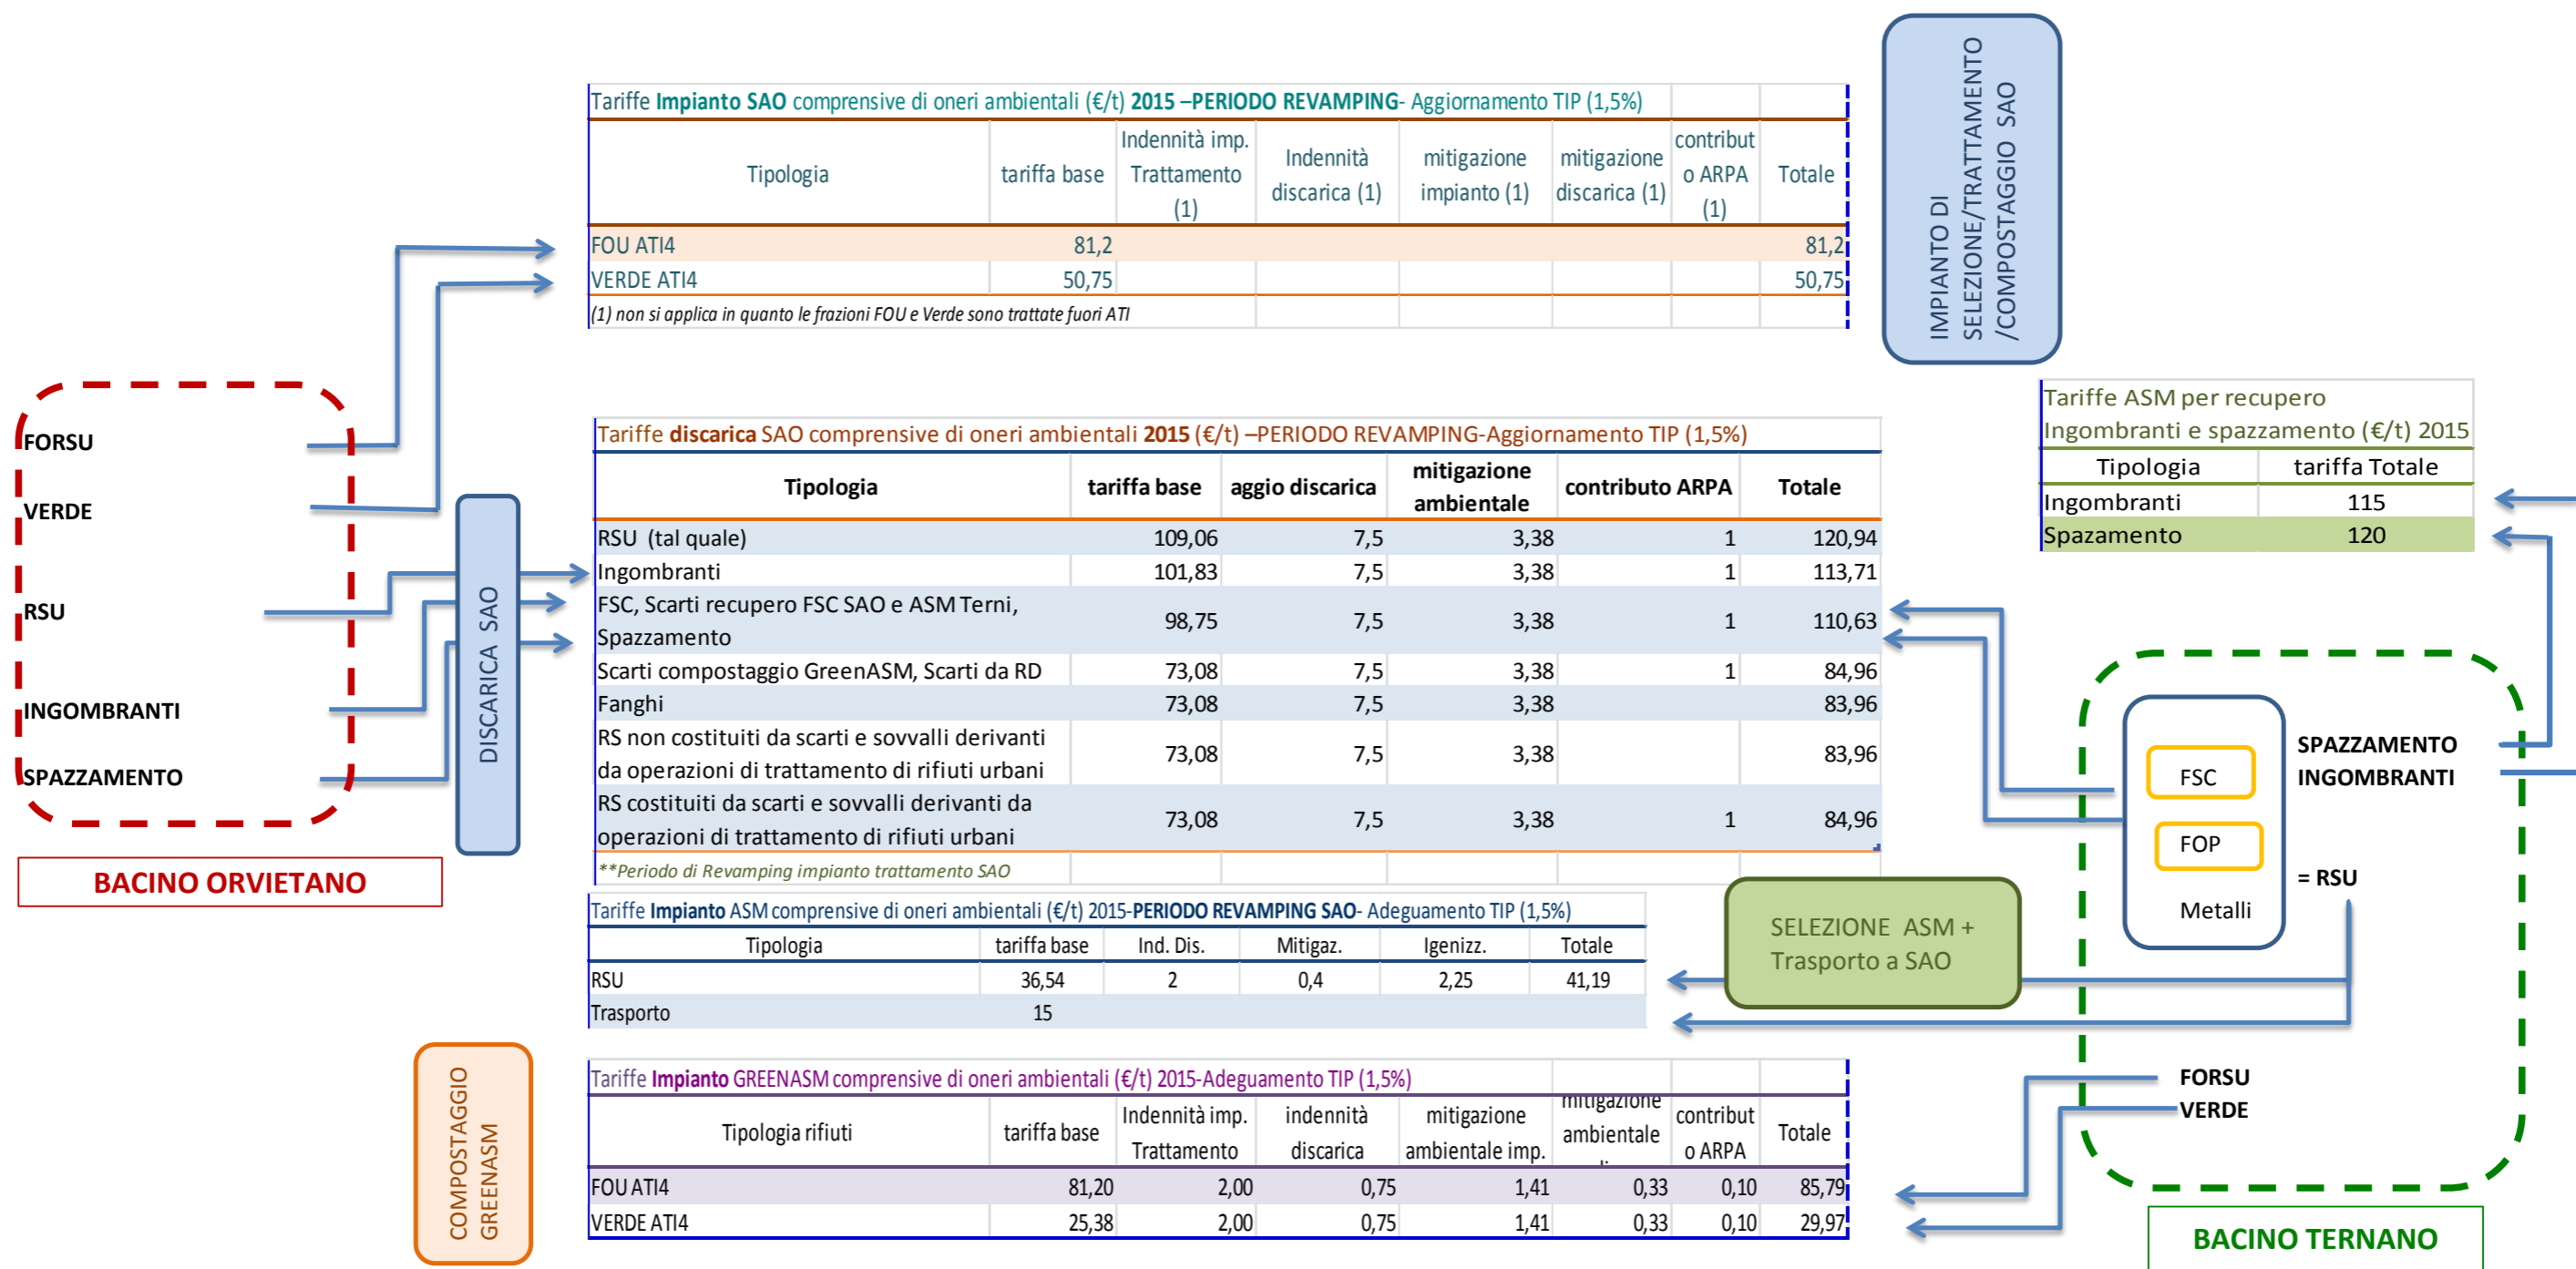 Tariffe Impianto SAO comprensive di oneri ambientali (€/t) 2015 –PERIODO REVAMPING- Aggiornamento TIP (1,5%)
Tipologia tariffa base Indennità imp. Trattamento (1) Indennità discarica (1) mitigazione impianto (1) mitigazione discarica (1) contribut o ARPA (1) Totale
FOU ATI4 81,2 81,2
VERDE ATI4 50,75 50,75
(1) non si applica in quanto le frazioni FOU e Verde sono trattate fuori ATI
IMPIANTO DI
SELEZIONE/TRATTAMENTO
/COMPOSTAGGIO SAO
FORSU
VERDE
RSU
INGOMBRANTI
SPAZZAMENTO
BACINO ORVIETANO
DISCARICA SAO
Tariffe discarica SAO comprensive di oneri ambientali 2015 (€/t) –PERIODO REVAMPING-Aggiornamento TIP (1,5%)
Tipologia tariffa base aggio discarica mitigazione ambientale contributo ARPA Totale
RSU (tal quale) 109,06 7,5 3,38 1 120,94
Ingombranti 101,83 7,5 3,38 1 113,71
FSC, Scarti recupero FSC SAO e ASM Terni,
Spazzamento 98,75 7,5 3,38 1 110,63
Scarti compostaggio GreenASM, Scarti da RD 73,08 7,5 3,38 1 84,96
Fanghi 73,08 7,5 3,38 83,96
RS non costituiti da scarti e sovvalli derivanti
da operazioni di trattamento di rifiuti urbani 73,08 7,5 3,38 83,96
RS costituiti da scarti e sovvalli derivanti da
operazioni di trattamento di rifiuti urbani 73,08 7,5 3,38 1 84,96
**Periodo di Revamping impianto trattamento SAO
Tariffe ASM per recupero
Ingombranti e spazzamento (€/t) 2015
Tipologia tariffa Totale
Ingombranti 115
Spazamento 120
Tariffe Impianto ASM comprensive di oneri ambientali (€/t) 2015-PERIODO REVAMPING SAO- Adeguamento TIP (1,5%)
Tipologia tariffa base Ind. Dis. Mitigaz. Igenizz. Totale
RSU 36,54 2 0,4 2,25 41,19
Trasporto 15
SELEZIONE ASM +
Trasporto a SAO
FSC
FOP
Metalli
SPAZZAMENTO
INGOMBRANTI
= RSU
FORSU
VERDE
BACINO TERNANO
COMPOSTAGGIO
GREENASM
Tariffe Impianto GREENASM comprensive di oneri ambientali (€/t) 2015-Adeguamento TIP (1,5%)
Tipologia rifiuti tariffa base Indennità imp. Trattamento indennità discarica mitigazione ambientale imp. mitigazione ambientale contribut o ARPA Totale
FOU ATI4 81,20 2,00 0,75 1,41 0,33 0,10 85,79
VERDE ATI4 25,38 2,00 0,75 1,41 0,33 0,10 29,97